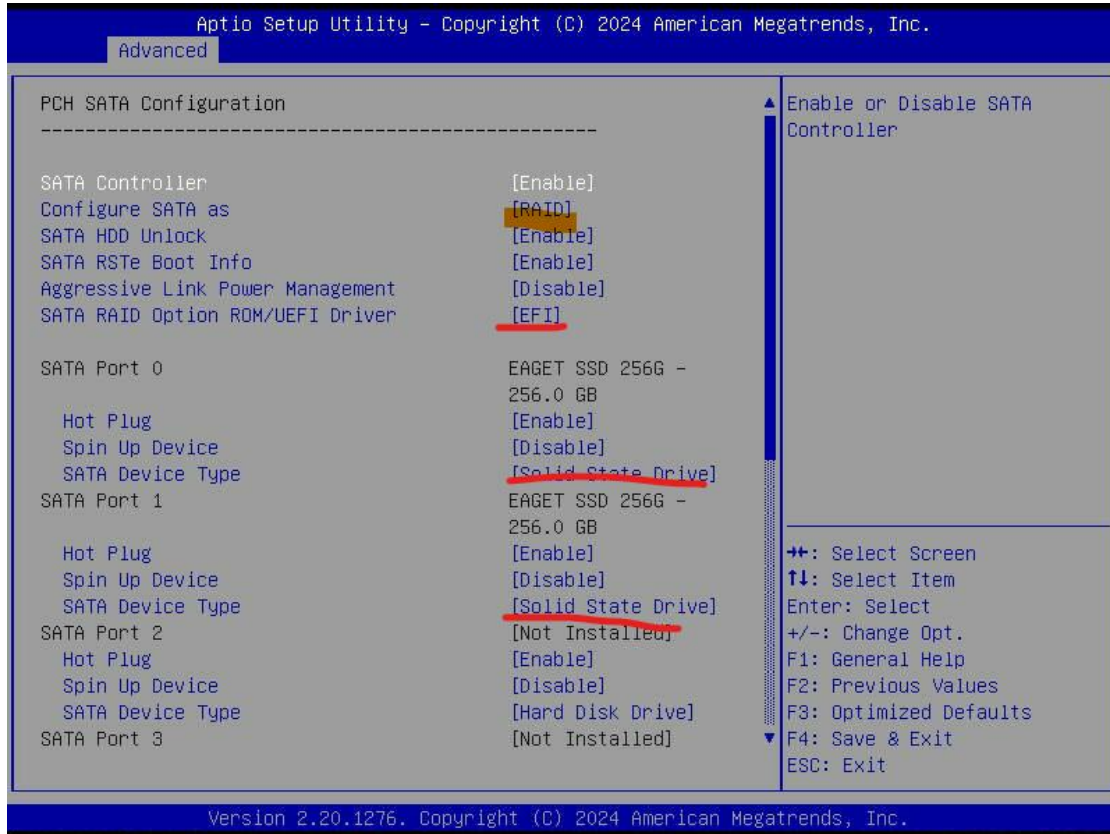 Aptio Setup Utility – Copyright (C) 2024 American Megatrends, Inc.
Advanced
PCH SATA Configuration
------------------------------------------------------------
SATA Controller [Enable]
Configure SATA as [RAID]
SATA HDD Unlock [Enable]
SATA RSTe Boot Info [Enable]
Aggressive Link Power Management [Disable]
SATA RAID Option ROM/UEFI Driver [EFI]
SATA Port 0 EAGET SSD 256G –
256.0 GB
Hot Plug [Enable]
Spin Up Device [Disable]
SATA Device Type [Solid State Drive]
SATA Port 1 EAGET SSD 256G –
256.0 GB
Hot Plug [Enable]
Spin Up Device [Disable]
SATA Device Type [Solid State Drive]
SATA Port 2 [Not Installed]
Hot Plug [Enable]
Spin Up Device [Disable]
SATA Device Type [Hard Disk Drive]
SATA Port 3 [Not Installed]
Enable or Disable SATA
Controller
→←: Select Screen
↑↓: Select Item
Enter: Select
+/-: Change Opt.
F1: General Help
F2: Previous Values
F3: Optimized Defaults
F4: Save & Exit
ESC: Exit
Version 2.20.1276. Copyright (C) 2024 American Megatrends, Inc.